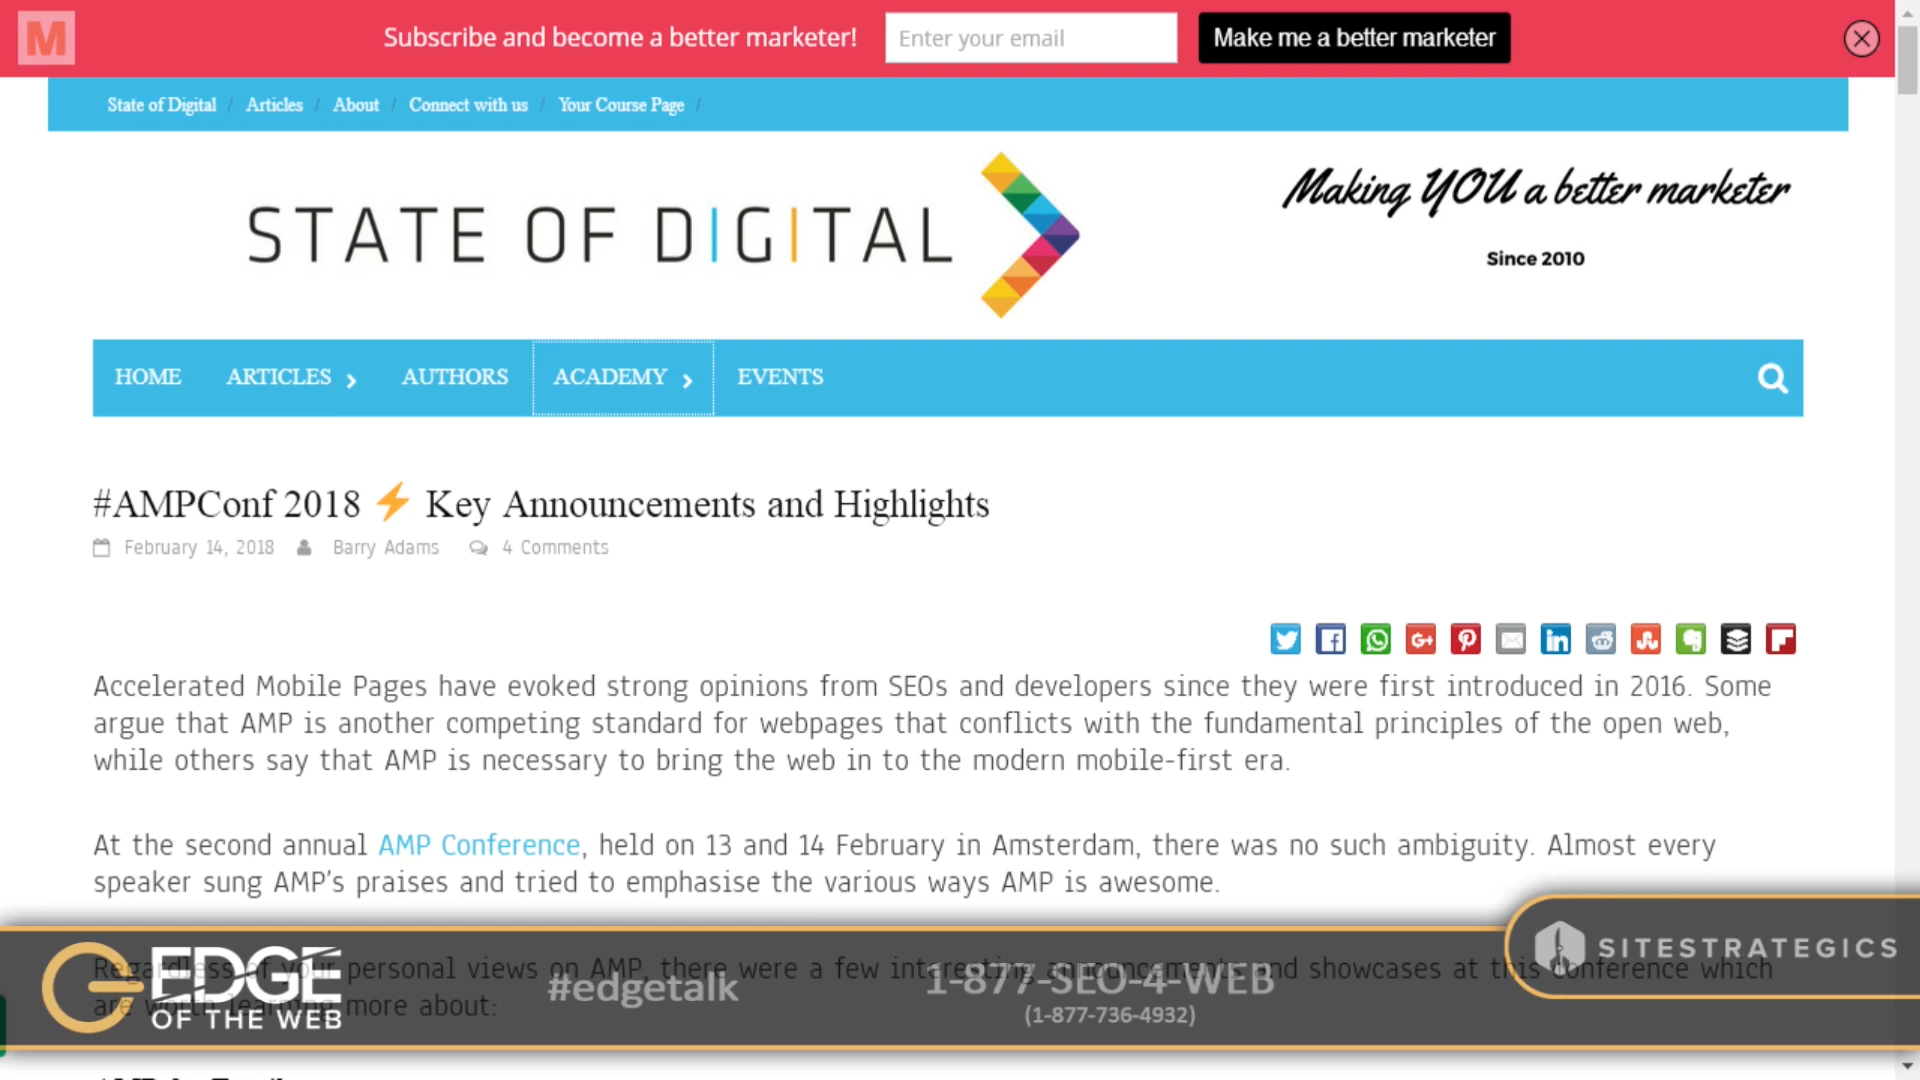 M
Subscribe and become a better marketer!
Enter your email
Make me a better marketer
State of Digital / Articles / About / Connect with us / Your Course Page /
STATE OF DIGITAL
Making YOU a better marketer
Since 2010
HOME ARTICLES AUTHORS ACADEMY EVENTS
#AMPConf 2018 ⚡ Key Announcements and Highlights
February 14, 2018 Barry Adams 4 Comments
Accelerated Mobile Pages have evoked strong opinions from SEOs and developers since they were first introduced in 2016. Some
argue that AMP is another competing standard for webpages that conflicts with the fundamental principles of the open web,
while others say that AMP is necessary to bring the web in to the modern mobile-first era.
At the second annual AMP Conference, held on 13 and 14 February in Amsterdam, there was no such ambiguity. Almost every
speaker sung AMP's praises and tried to emphasise the various ways AMP is awesome.
Regardless of your personal views on AMP, there were a few interesting announcements and showcases at this conference which
are worth learning more about:
EDGE
OF THE WEB
#edgetalk
1-877-SEO-4-WEB
(1-877-736-4932)
SITESTRATEGICS